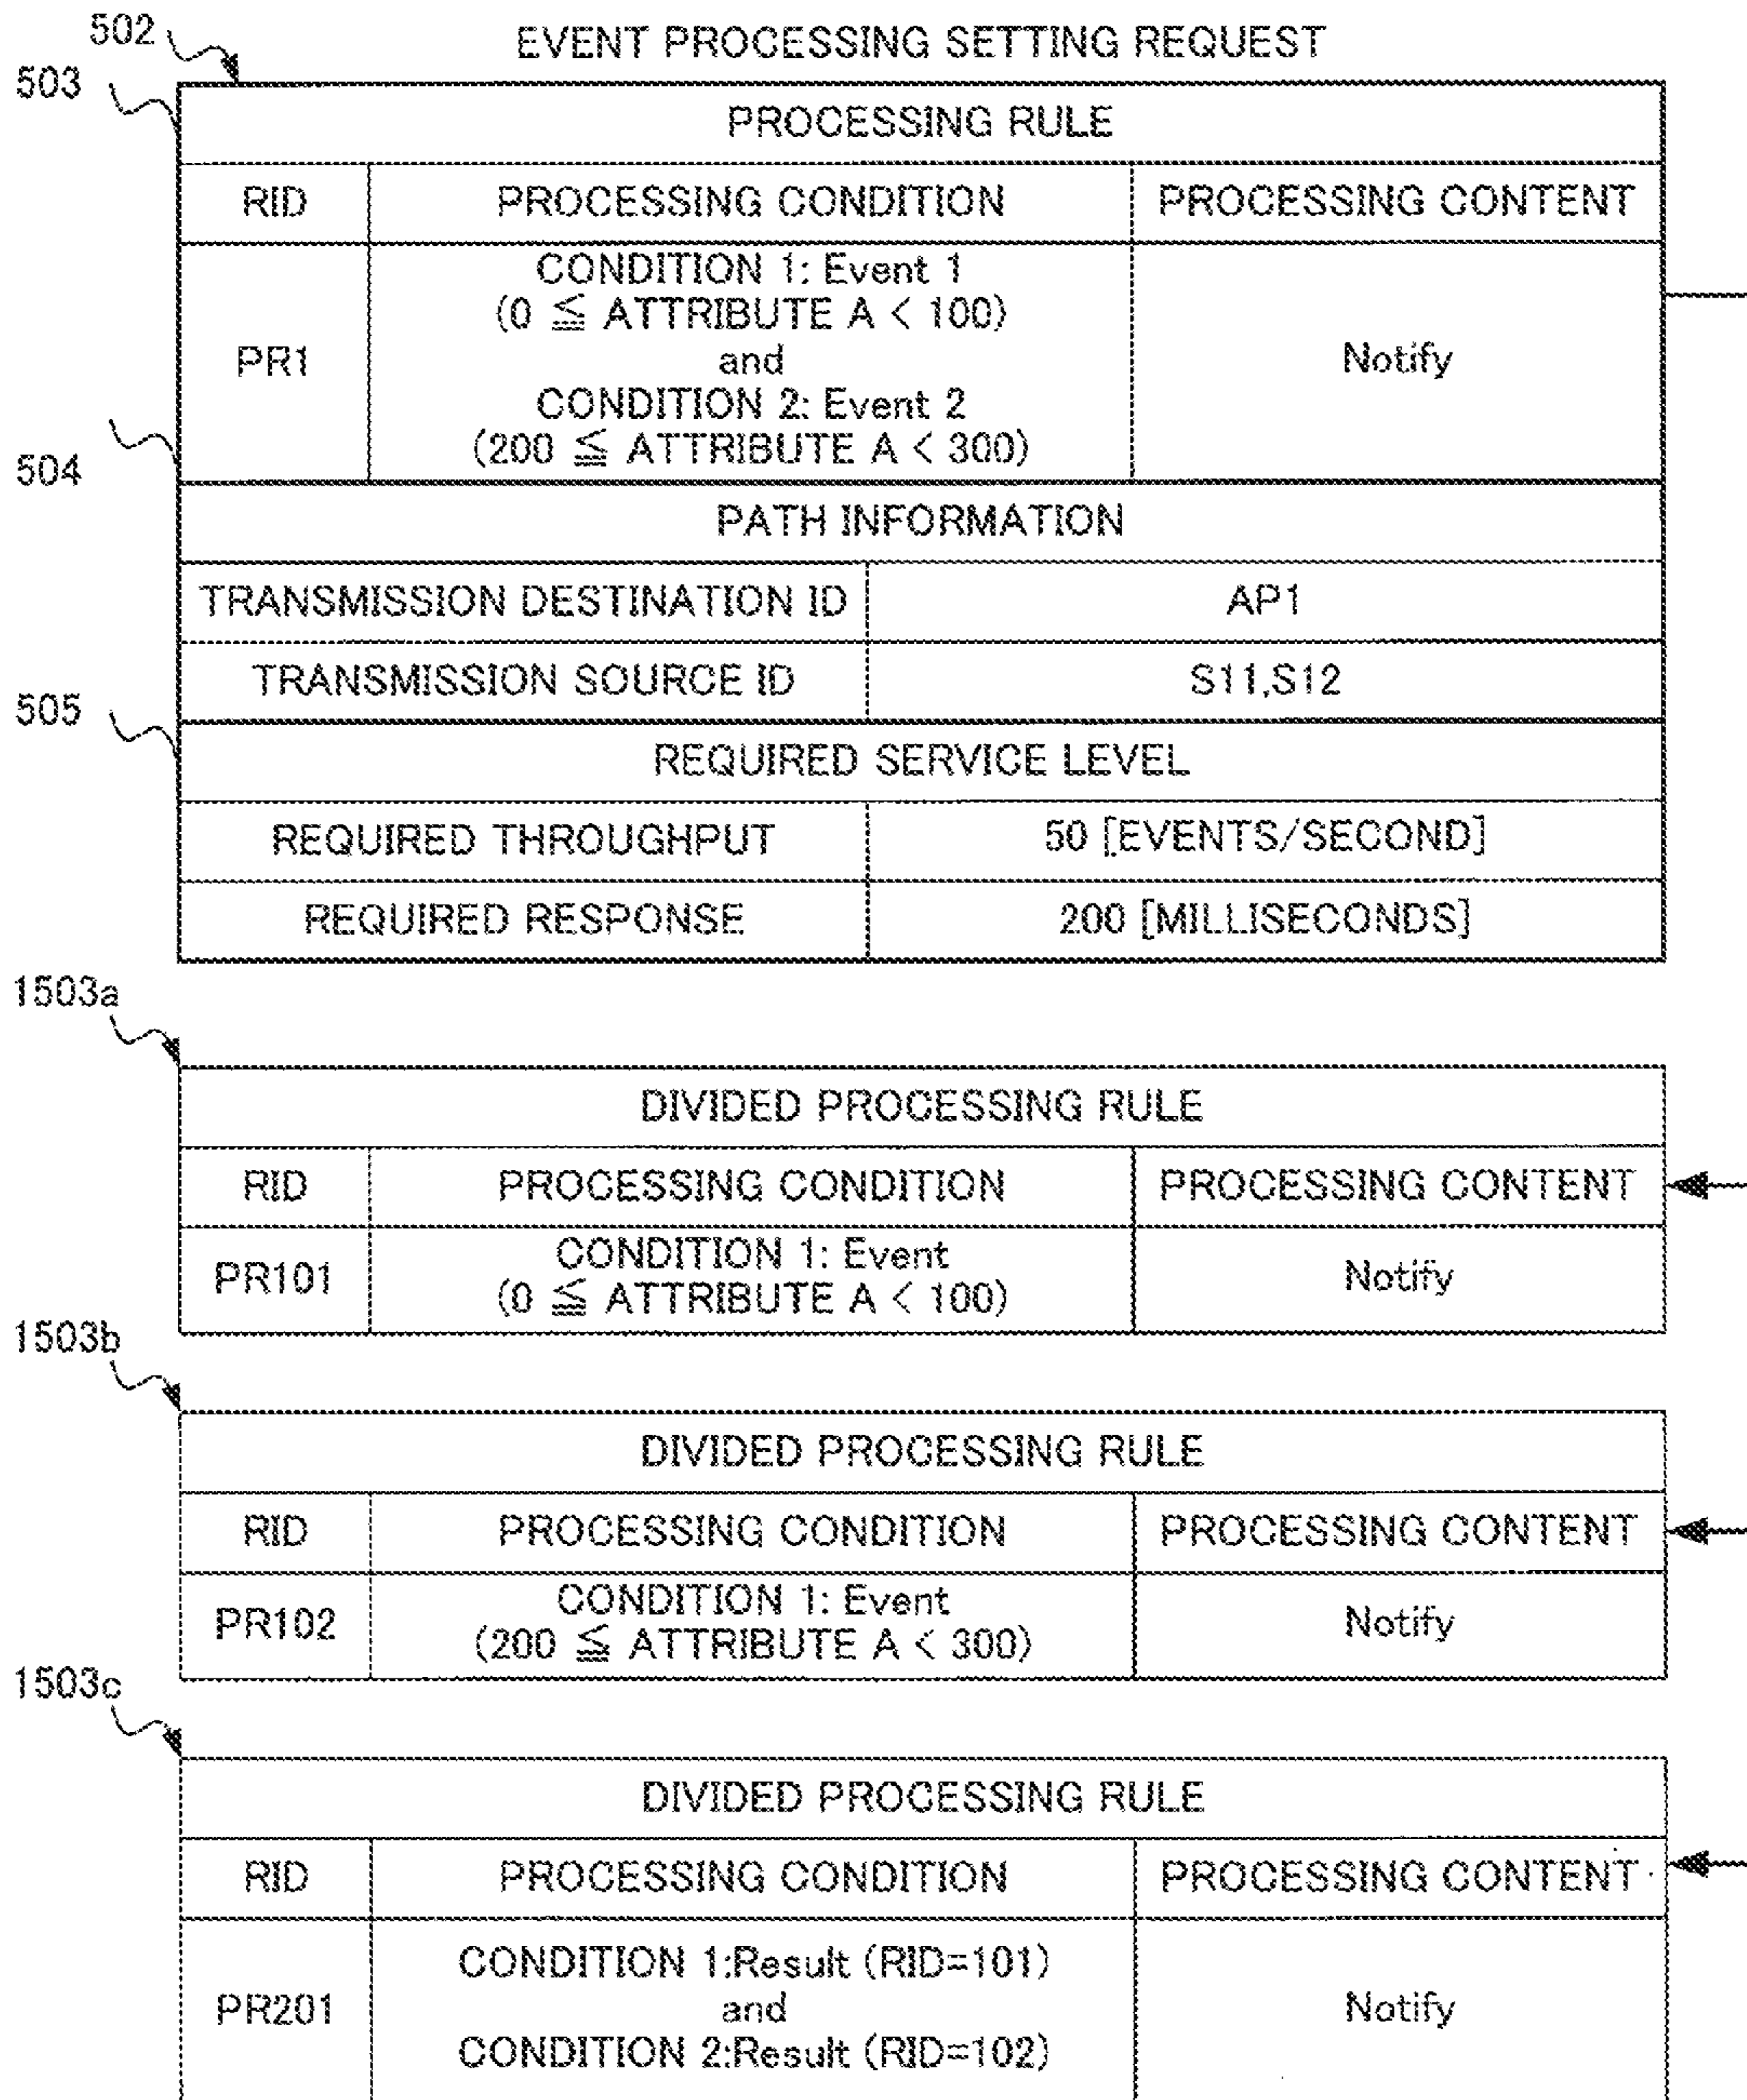 502
EVENT PROCESSING SETTING REQUEST
503
PROCESSING RULE
RID PROCESSING CONDITION PROCESSING CONTENT
PR1
CONDITION 1: Event 1
(0 ≦ ATTRIBUTE A < 100)
and
CONDITION 2: Event 2
(200 ≦ ATTRIBUTE A < 300)
Notify
504
PATH INFORMATION
TRANSMISSION DESTINATION ID AP1
TRANSMISSION SOURCE ID S11,S12
505
REQUIRED SERVICE LEVEL
REQUIRED THROUGHPUT 50 [EVENTS/SECOND]
REQUIRED RESPONSE 200 [MILLISECONDS]
1503a
DIVIDED PROCESSING RULE
RID PROCESSING CONDITION PROCESSING CONTENT
PR101
CONDITION 1: Event
(0 ≦ ATTRIBUTE A < 100)
Notify
1503b
DIVIDED PROCESSING RULE
RID PROCESSING CONDITION PROCESSING CONTENT
PR102
CONDITION 1: Event
(200 ≦ ATTRIBUTE A < 300)
Notify
1503c
DIVIDED PROCESSING RULE
RID PROCESSING CONDITION PROCESSING CONTENT
PR201
CONDITION 1:Result (RID=101)
and
CONDITION 2:Result (RID=102)
Notify